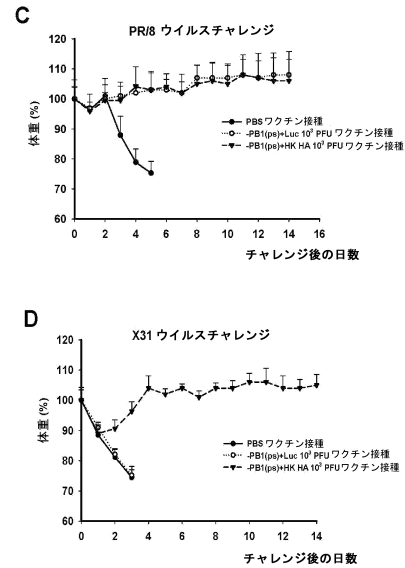 C
PR/8 ウイルスチャレンジ
120
110
100
90
80
70
60
体重 (%)
0 2 4 6 8 10 12 14 16
チャレンジ後の日数
PBSワクチン接種
-PB1(ps)+Luc 10³ PFU ワクチン接種
-PB1(ps)+HK HA 10³ PFU ワクチン接種
D
X31 ウイルスチャレンジ
120
110
100
90
80
70
60
体重 (%)
0 2 4 6 8 10 12 14
チャレンジ後の日数
PBSワクチン接種
-PB1(ps)+Luc 10³ PFU ワクチン接種
-PB1(ps)+HK HA 10³ PFU ワクチン接種